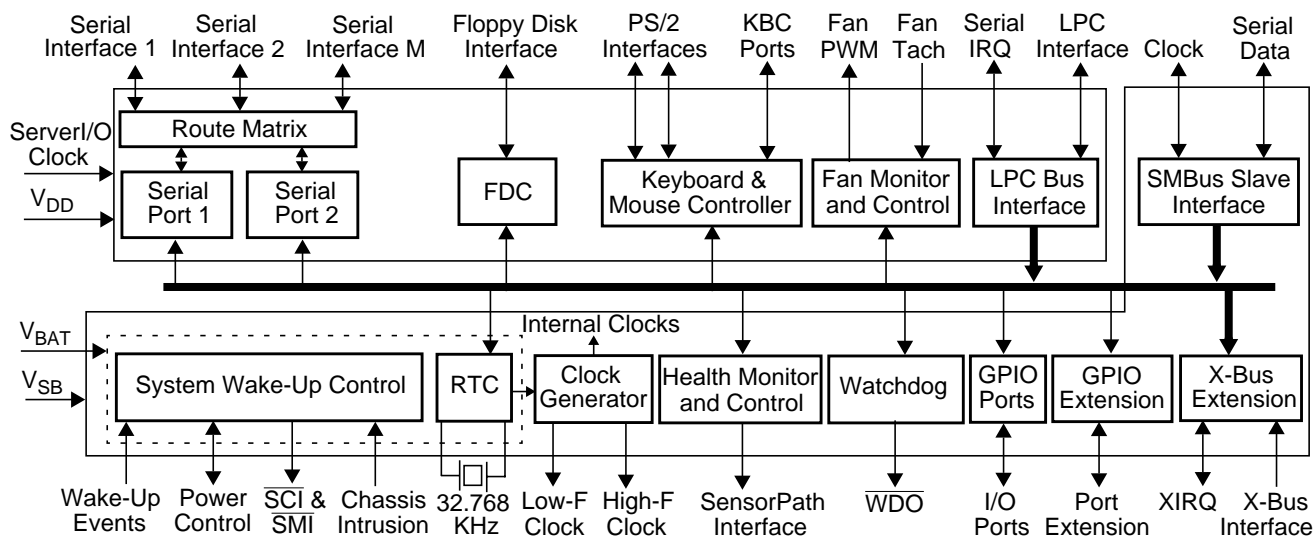 Serial
Interface 1
Serial
Interface 2
Serial
Interface M
Floppy Disk
Interface
PS/2
Interfaces
KBC
Ports
Fan
PWM
Fan
Tach
Serial
IRQ
LPC
Interface
Clock
Serial
Data
ServerI/O
Clock
VDD
Route Matrix
Serial
Port 1
Serial
Port 2
FDC
Keyboard &
Mouse Controller
Fan Monitor
and Control
LPC Bus
Interface
SMBus Slave
Interface
VBAT
VSB
Internal Clocks
System Wake-Up Control
RTC
Clock
Generator
Health Monitor
and Control
Watchdog
GPIO
Ports
GPIO
Extension
X-Bus
Extension
Wake-Up
Events
Power
Control
SCI &
SMI
Chassis
Intrusion
32.768
KHz
Low-F
Clock
High-F
Clock
SensorPath
Interface
WDO
I/O
Ports
Port
Extension
XIRQ
X-Bus
Interface